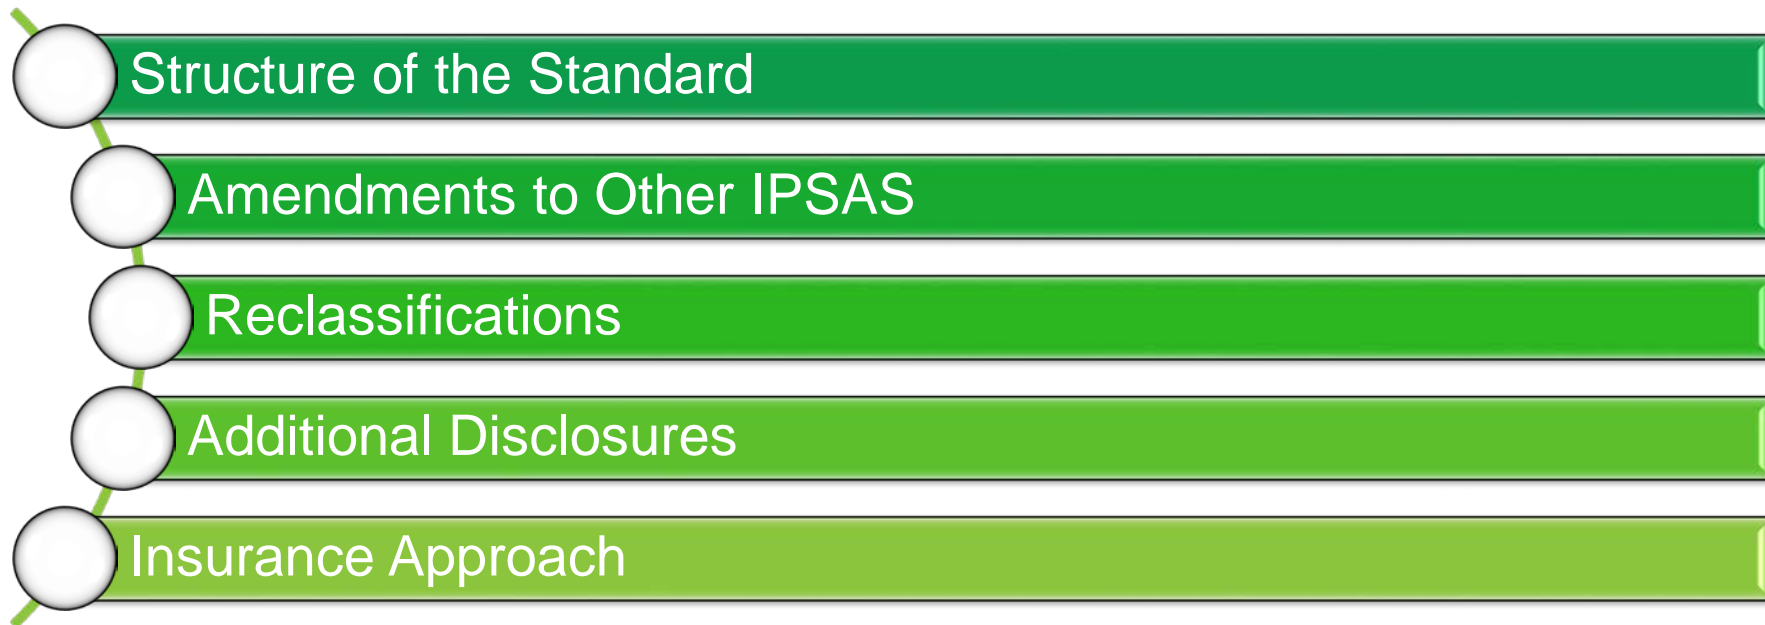 Structure of the Standard
Amendments to Other IPSAS
Reclassifications
Additional Disclosures
Insurance Approach